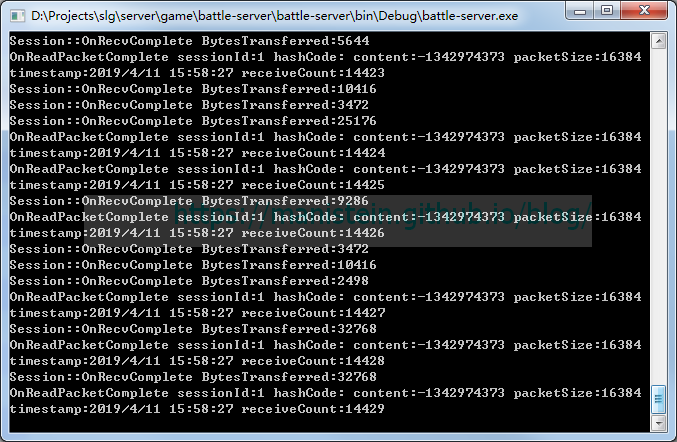 D:\Projects\slg\server\game\battle-server\battle-server\bin\Debug\battle-server.exe
Session::OnRecvComplete BytesTransferred:5644
OnReadPacketComplete sessionId:1 hashCode: content:-1342974373 packetSize:16384
timestamp:2019/4/11 15:58:27 receiveCount:14423
Session::OnRecvComplete BytesTransferred:10416
Session::OnRecvComplete BytesTransferred:3472
Session::OnRecvComplete BytesTransferred:25176
OnReadPacketComplete sessionId:1 hashCode: content:-1342974373 packetSize:16384
timestamp:2019/4/11 15:58:27 receiveCount:14424
OnReadPacketComplete sessionId:1 hashCode: content:-1342974373 packetSize:16384
timestamp:2019/4/11 15:58:27 receiveCount:14425
Session::OnRecvComplete BytesTransferred:9286
OnReadPacketComplete sessionId:1 hashCode: content:-1342974373 packetSize:16384
timestamp:2019/4/11 15:58:27 receiveCount:14426
Session::OnRecvComplete BytesTransferred:3472
Session::OnRecvComplete BytesTransferred:10416
Session::OnRecvComplete BytesTransferred:2498
OnReadPacketComplete sessionId:1 hashCode: content:-1342974373 packetSize:16384
timestamp:2019/4/11 15:58:27 receiveCount:14427
Session::OnRecvComplete BytesTransferred:32768
OnReadPacketComplete sessionId:1 hashCode: content:-1342974373 packetSize:16384
timestamp:2019/4/11 15:58:27 receiveCount:14428
Session::OnRecvComplete BytesTransferred:32768
OnReadPacketComplete sessionId:1 hashCode: content:-1342974373 packetSize:16384
timestamp:2019/4/11 15:58:27 receiveCount:14429